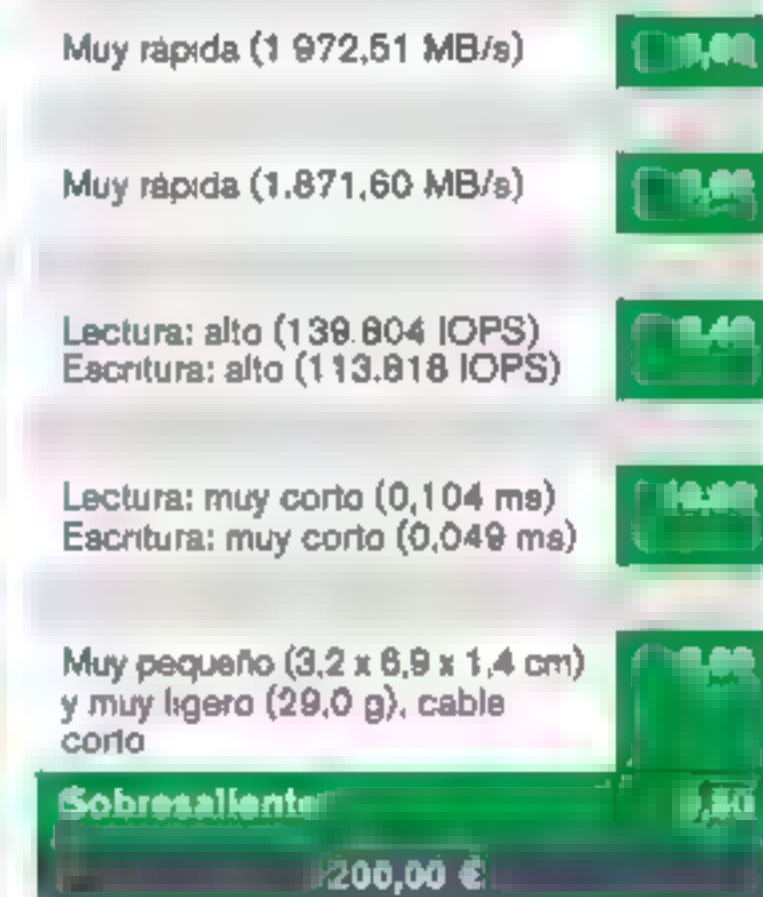 Muy rápida (1 972,51 MB/s)
Muy rápida (1.871,60 MB/s)
Lectura: alto (139.804 IOPS)
Escritura: alto (113.818 IOPS)
Lectura: muy corto (0,104 ms)
Escritura: muy corto (0,049 ms)
Muy pequeño (3,2 x 6,9 x 1,4 cm)
y muy ligero (29,0 g), cable
corto
Sobresaliente
200,00 €